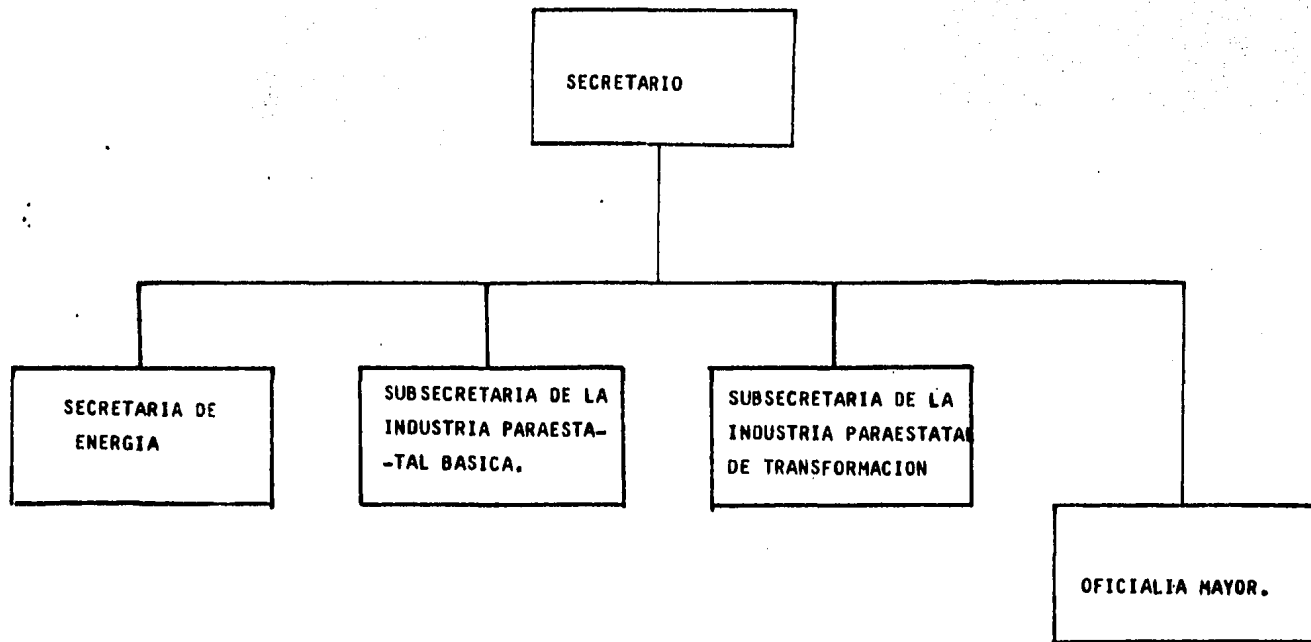 SECRETARIO
SECRETARIA DE
ENERGIA
SUBSECRETARIA DE LA
INDUSTRIA PARAESTA-
-TAL BASICA.
SUBSECRETARIA DE LA
INDUSTRIA PARAESTATAL
DE TRANSFORMACION
OFICIALIA MAYOR.